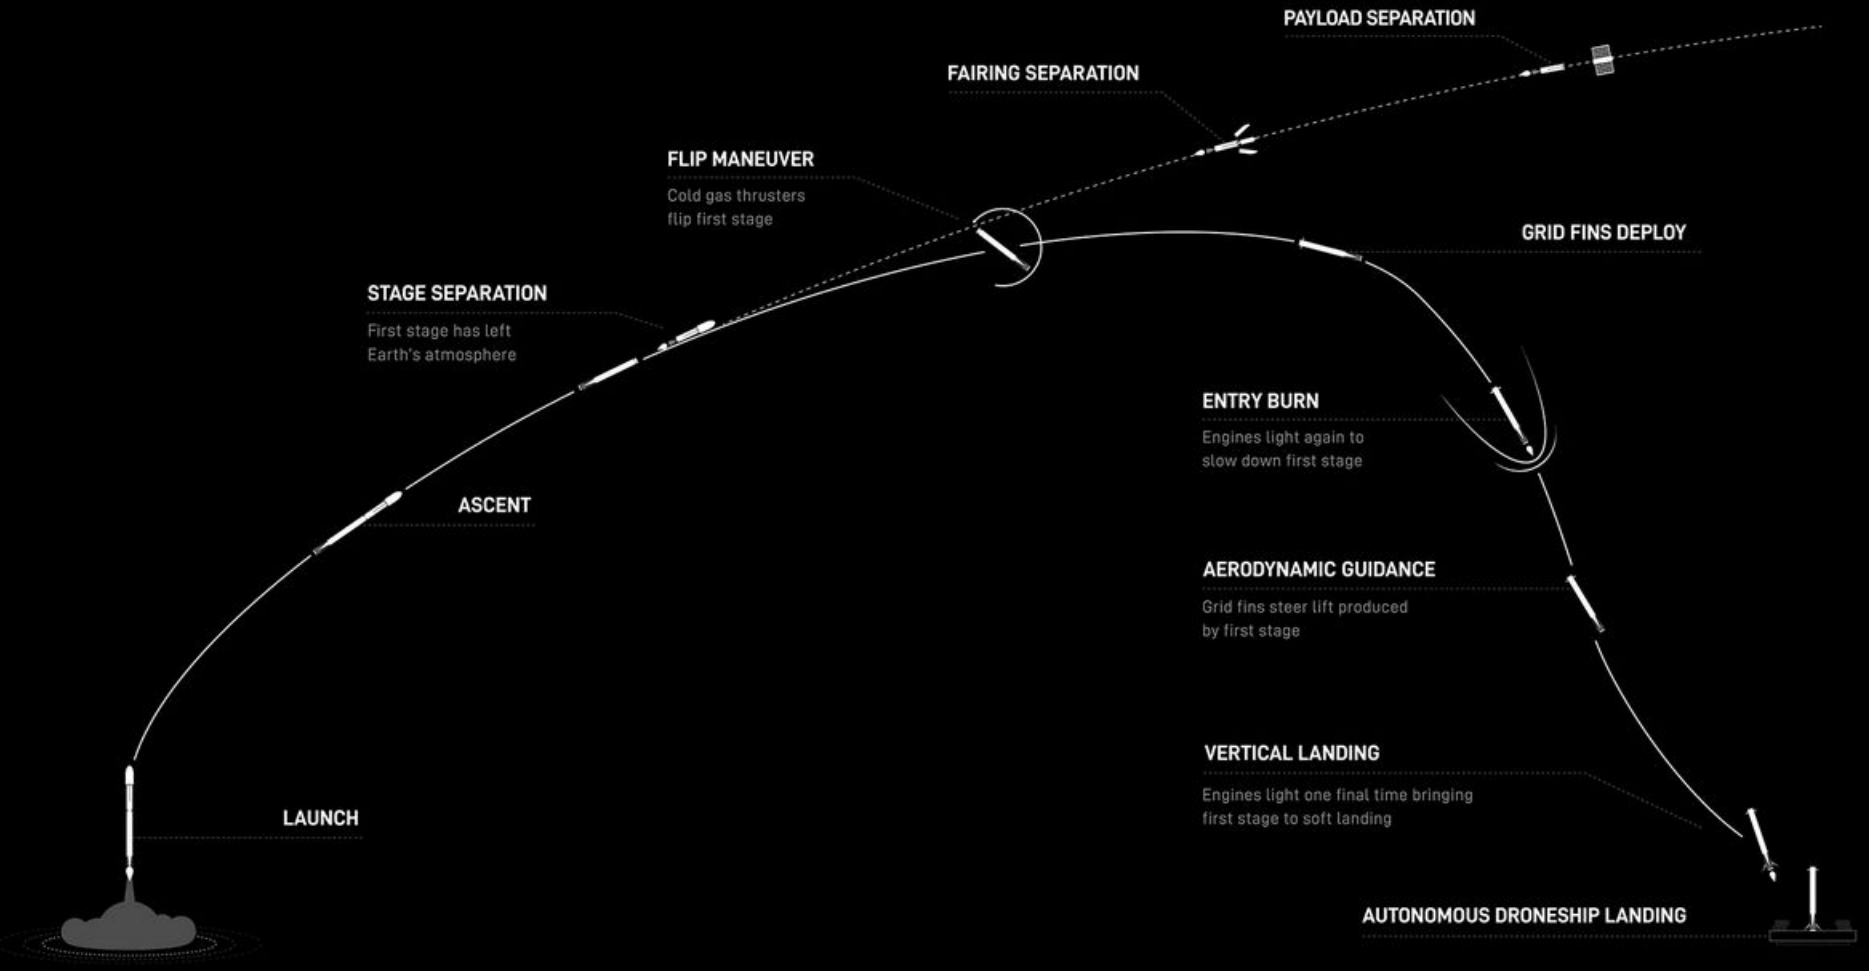 PAYLOAD SEPARATION
FAIRING SEPARATION
FLIP MANEUVER
Cold gas thrusters
flip first stage
GRID FINS DEPLOY
STAGE SEPARATION
First stage has left
Earth's atmosphere
ENTRY BURN
Engines light again to
slow down first stage
ASCENT
AERODYNAMIC GUIDANCE
Grid fins steer lift produced
by first stage
VERTICAL LANDING
Engines light one final time bringing
first stage to soft landing
LAUNCH
AUTONOMOUS DRONESHIP LANDING